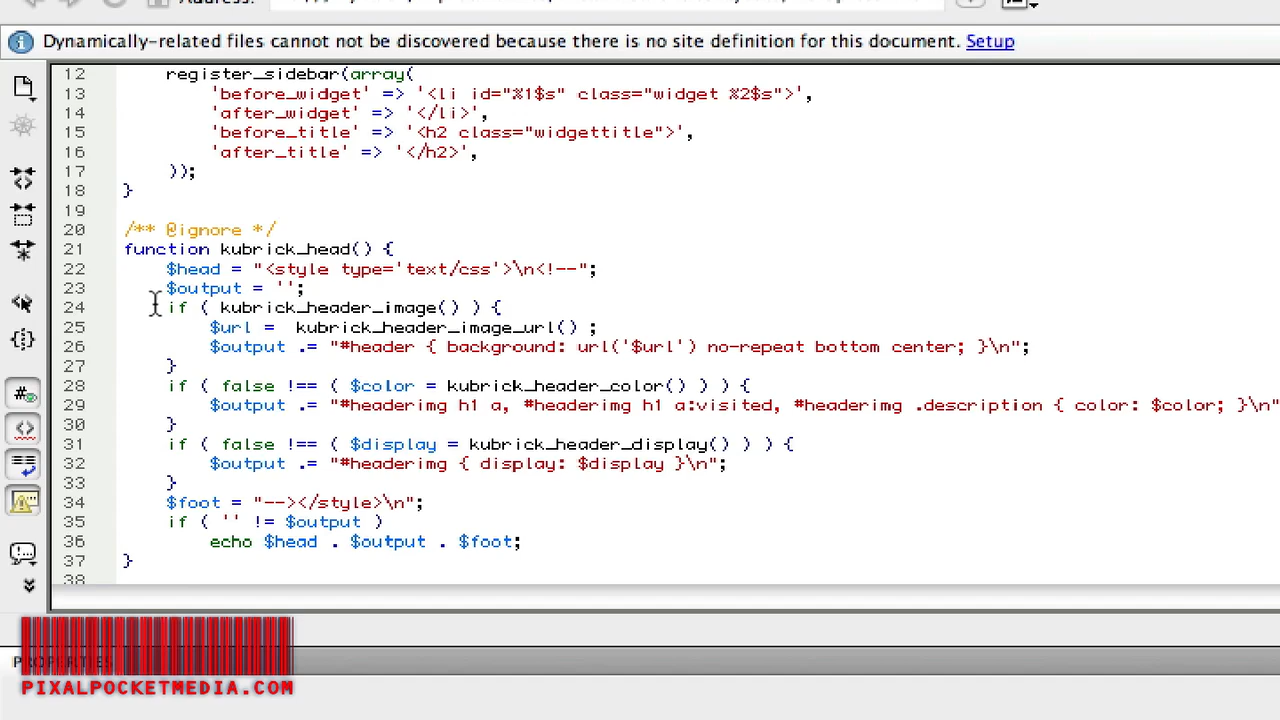 Dynamically-related files cannot not be discovered because there is no site definition for this document. Setup
12 register_sidebar(array(
13 'before_widget' => '<li id="%1$s" class="widget %2$s">',
14 'after_widget' => '</li>',
15 'before_title' => '<h2 class="widgettitle">',
16 'after_title' => '</h2>',
17 ));
18 }
19
20 /** @ignore */
21 function kubrick_head() {
22 $head = "<style type='text/css'>\n<!--";
23 $output = '';
24 if ( kubrick_header_image() ) {
25 $url =  kubrick_header_image_url() ;
26 $output .= "#header { background: url('$url') no-repeat bottom center; }\n";
27 }
28 if ( false !== ( $color = kubrick_header_color() ) ) {
29 $output .= "#headerimg h1 a, #headerimg h1 a:visited, #headerimg .description { color: $color; }\n"
30 }
31 if ( false !== ( $display = kubrick_header_display() ) ) {
32 $output .= "#headerimg { display: $display }\n";
33 }
34 $foot = "--></style>\n";
35 if ( '' != $output )
36 echo $head . $output . $foot;
37 }
38
PROPERTIES
PIXALPOCKETMEDIA.COM